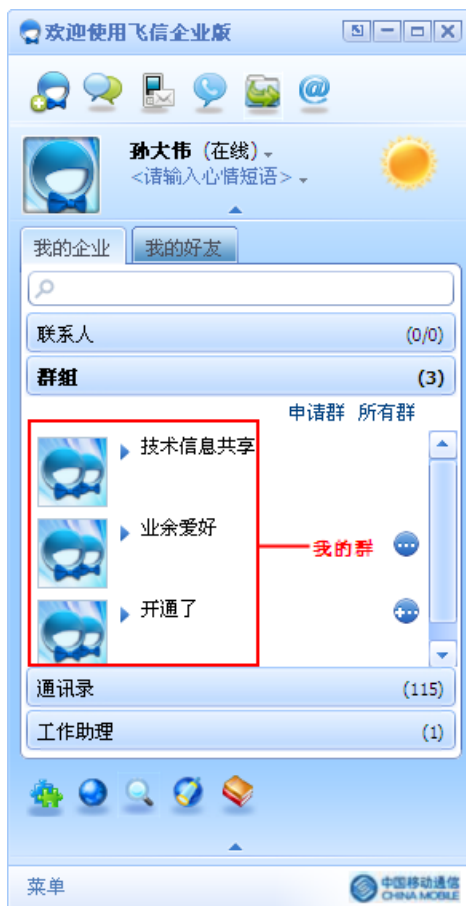 欢迎使用飞信企业版
孙大伟 (在线)
<请输入心情短语>
我的企业 我的好友
联系人 (0/0)
群组 (3)
申请群 所有群
技术信息共享
业余爱好
我的群
开通了
通讯录 (115)
工作助理 (1)
菜单
中国移动通信
CHINA MOBILE